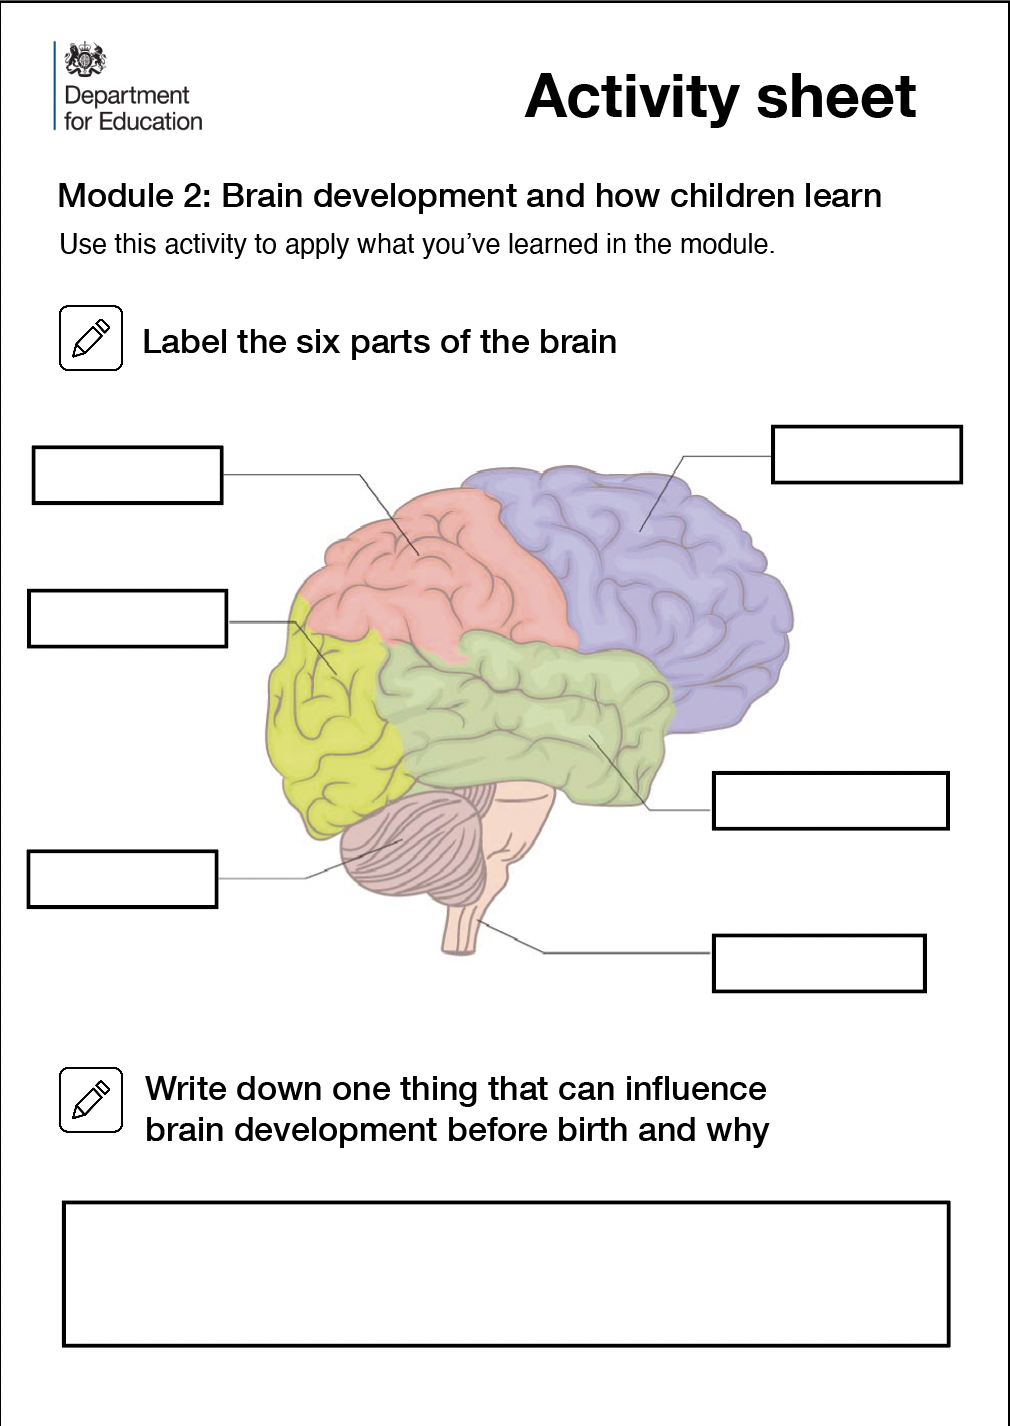 Department
for Education
Activity sheet
Module 2: Brain development and how children learn
Use this activity to apply what you’ve learned in the module.
Label the six parts of the brain
Write down one thing that can influence
brain development before birth and why